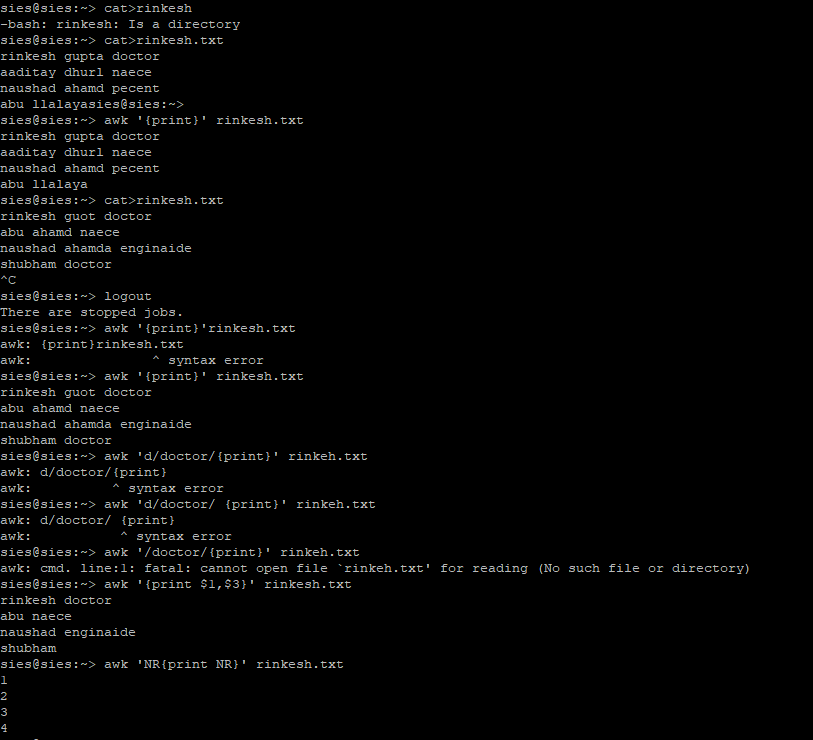 sies@sies:~> cat>rinkesh
-bash: rinkesh: Is a directory
sies@sies:~> cat>rinkesh.txt
rinkesh gupta doctor
aaditay dhurl naece
naushad ahamd pecent
abu llalayasies@sies:~>
sies@sies:~> awk '{print}' rinkesh.txt
rinkesh gupta doctor
aaditay dhurl naece
naushad ahamd pecent
abu llalaya
sies@sies:~> cat>rinkesh.txt
rinkesh guot doctor
abu ahamd naece
naushad ahamda enginaide
shubham doctor
^C
sies@sies:~> logout
There are stopped jobs.
sies@sies:~> awk '{print}'rinkesh.txt
awk: {print}rinkesh.txt
awk:               ^ syntax error
sies@sies:~> awk '{print}' rinkesh.txt
rinkesh guot doctor
abu ahamd naece
naushad ahamda enginaide
shubham doctor
sies@sies:~> awk 'd/doctor/{print}' rinkeh.txt
awk: d/doctor/{print}
awk:          ^ syntax error
sies@sies:~> awk 'd/doctor/ {print}' rinkeh.txt
awk: d/doctor/ {print}
awk:           ^ syntax error
sies@sies:~> awk '/doctor/{print}' rinkeh.txt
awk: cmd. line:1: fatal: cannot open file `rinkeh.txt' for reading (No such file or directory)
sies@sies:~> awk '{print $1,$3}' rinkesh.txt
rinkesh doctor
abu naece
naushad enginaide
shubham
sies@sies:~> awk 'NR{print NR}' rinkesh.txt
1
2
3
4